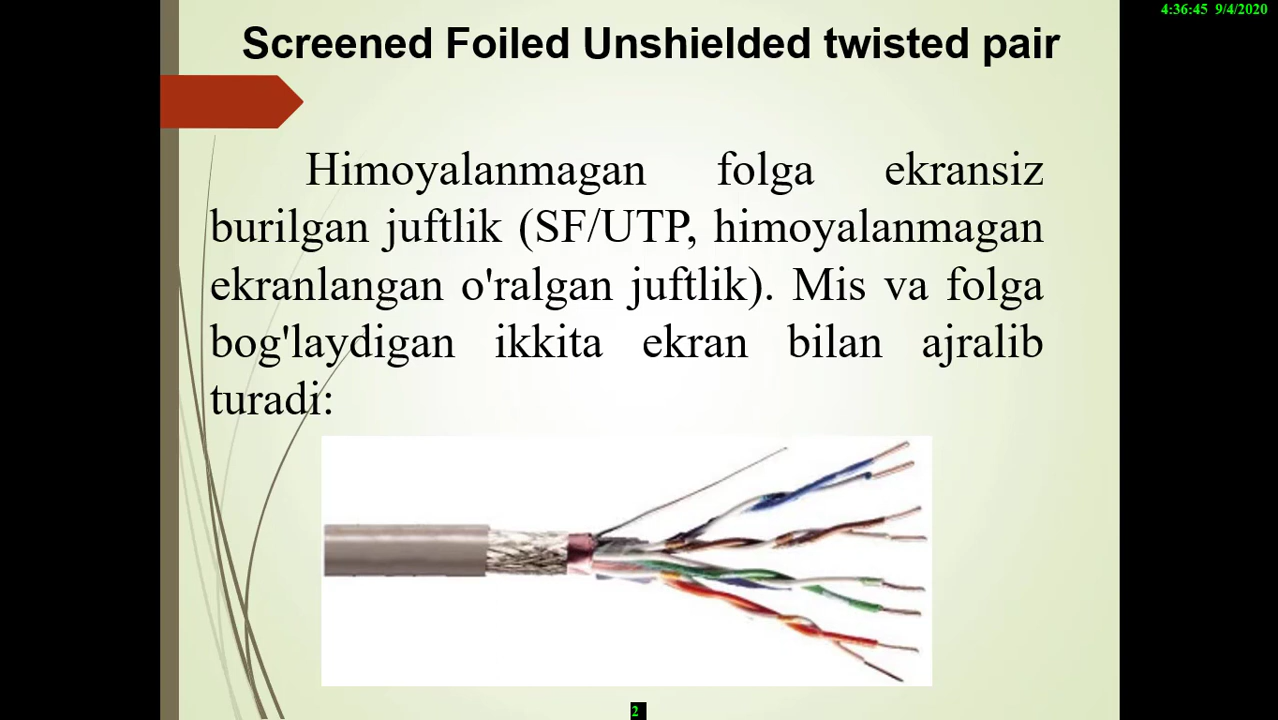 4:36:45 9/4/2020
Screened Foiled Unshielded twisted pair
Himoyalanmagan folga ekransiz
burilgan juftlik (SF/UTP, himoyalanmagan
ekranlangan o'ralgan juftlik). Mis va folga
bog'laydigan ikkita ekran bilan ajralib
turadi:
2